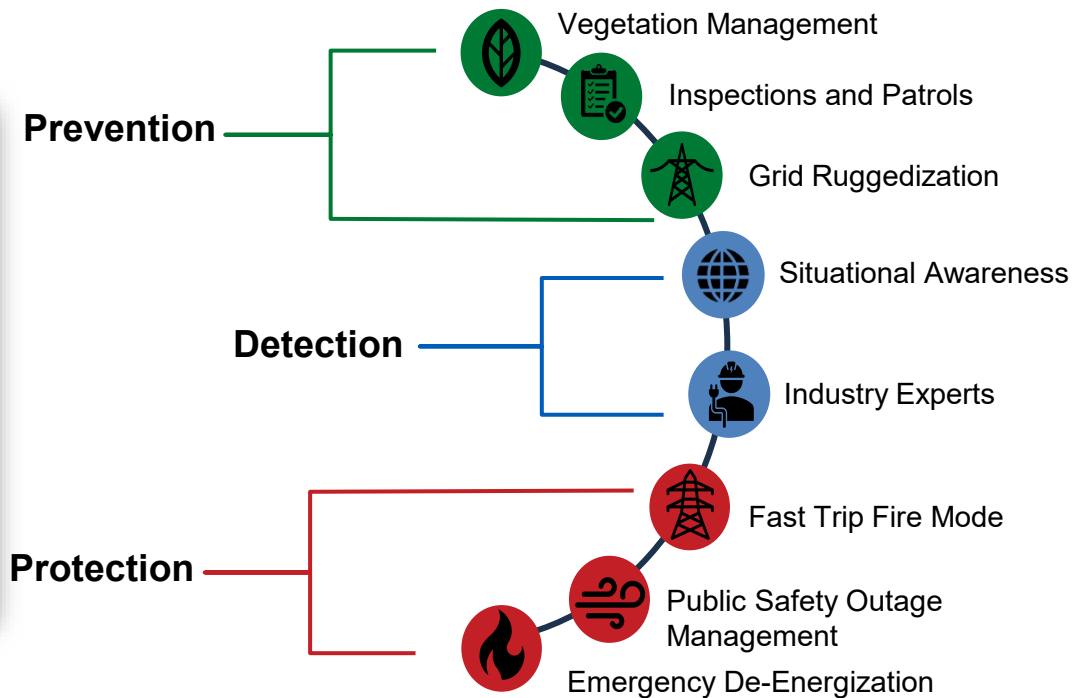 Vegetation Management
Inspections and Patrols
Prevention
Grid Ruggedization
Situational Awareness
Detection
Industry Experts
Fast Trip Fire Mode
Protection
Public Safety Outage
Management
Emergency De-Energization